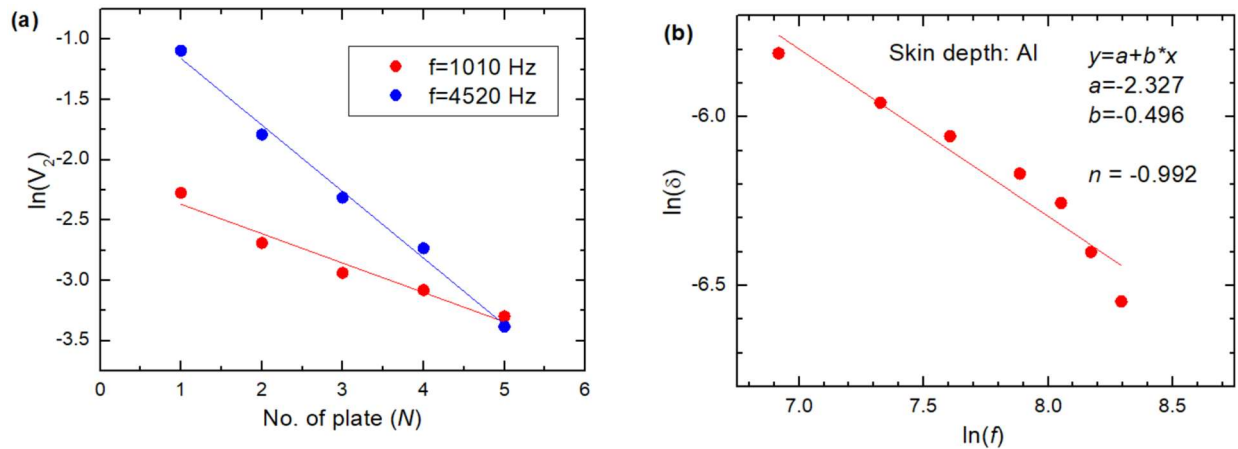 (a)
-1.0
-1.5
-2.0
-2.5
-3.0
-3.5
ln(V₂)
f=1010 Hz
f=4520 Hz
0 1 2 3 4 5 6
No. of plate (N)
(b)
Skin depth: Al
y=a+b*x
a=-2.327
b=-0.496
n = -0.992
-6.0
-6.5
ln(δ)
7.0 7.5 8.0 8.5
ln(f)